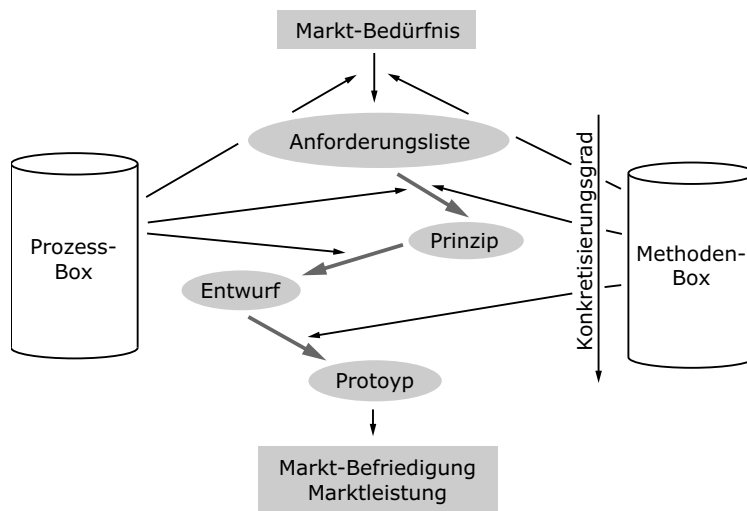 Markt-Bedürfnis
Anforderungsliste
Konkretisierungsgrad
Prozess-
Box
Prinzip
Methoden-
Box
Entwurf
Protoyp
Markt-Befriedigung
Marktleistung